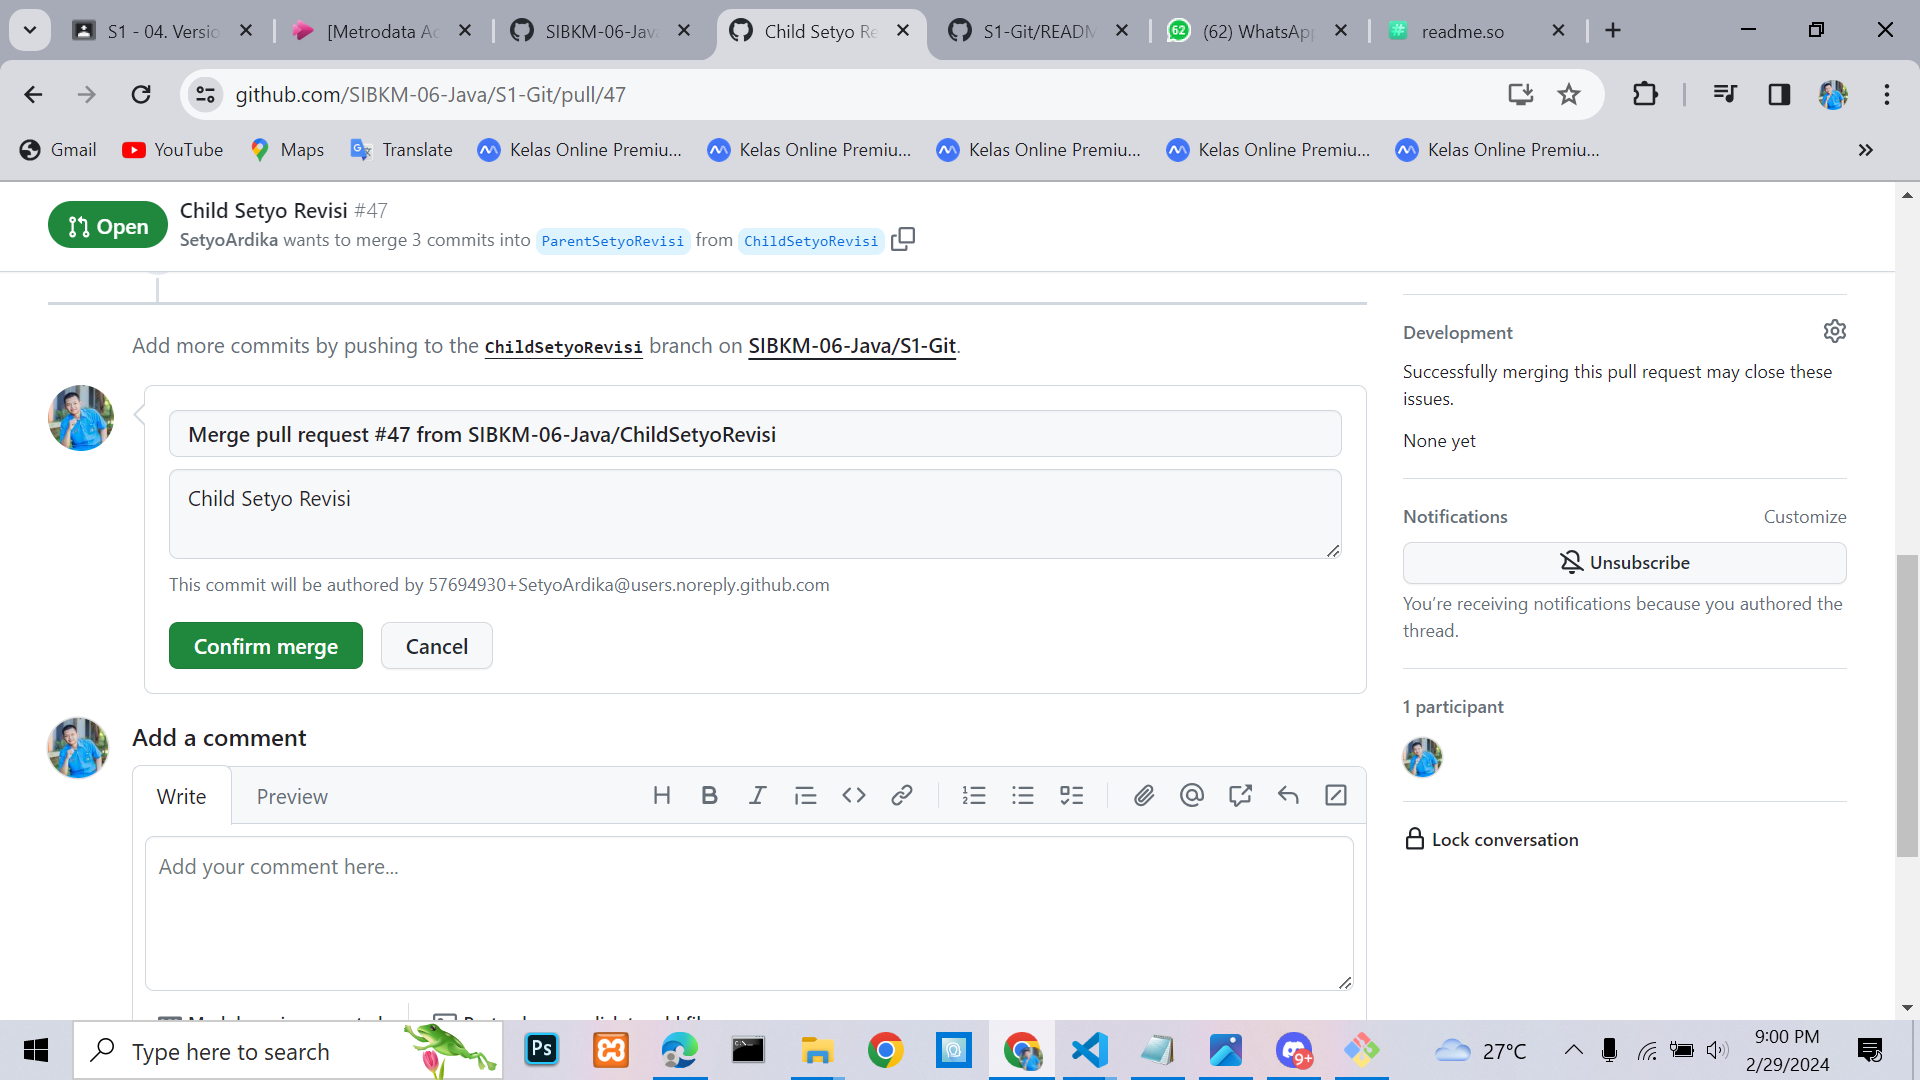 S1 - 04. Versio
[Metrodata Ac
SIBKM-06-Jav
Child Setyo Re
S1-Git/READM
(62) WhatsApp
readme.so
github.com/SIBKM-06-Java/S1-Git/pull/47
Gmail
YouTube
Maps
Translate
Kelas Online Premiu...
Kelas Online Premiu...
Kelas Online Premiu...
Kelas Online Premiu...
Kelas Online Premiu...
Open
Child Setyo Revisi #47
SetyoArdika wants to merge 3 commits into ParentSetyoRevisi from ChildSetyoRevisi
Add more commits by pushing to the ChildSetyoRevisi branch on SIBKM-06-Java/S1-Git.
Merge pull request #47 from SIBKM-06-Java/ChildSetyoRevisi
Child Setyo Revisi
This commit will be authored by 57694930+SetyoArdika@users.noreply.github.com
Confirm merge
Cancel
Add a comment
Write
Preview
Add your comment here...
Development
Successfully merging this pull request may close these
issues.
None yet
Notifications
Customize
Unsubscribe
You're receiving notifications because you authored the
thread.
1 participant
Lock conversation
Type here to search
Ps
9+
27°C
9:00 PM
2/29/2024